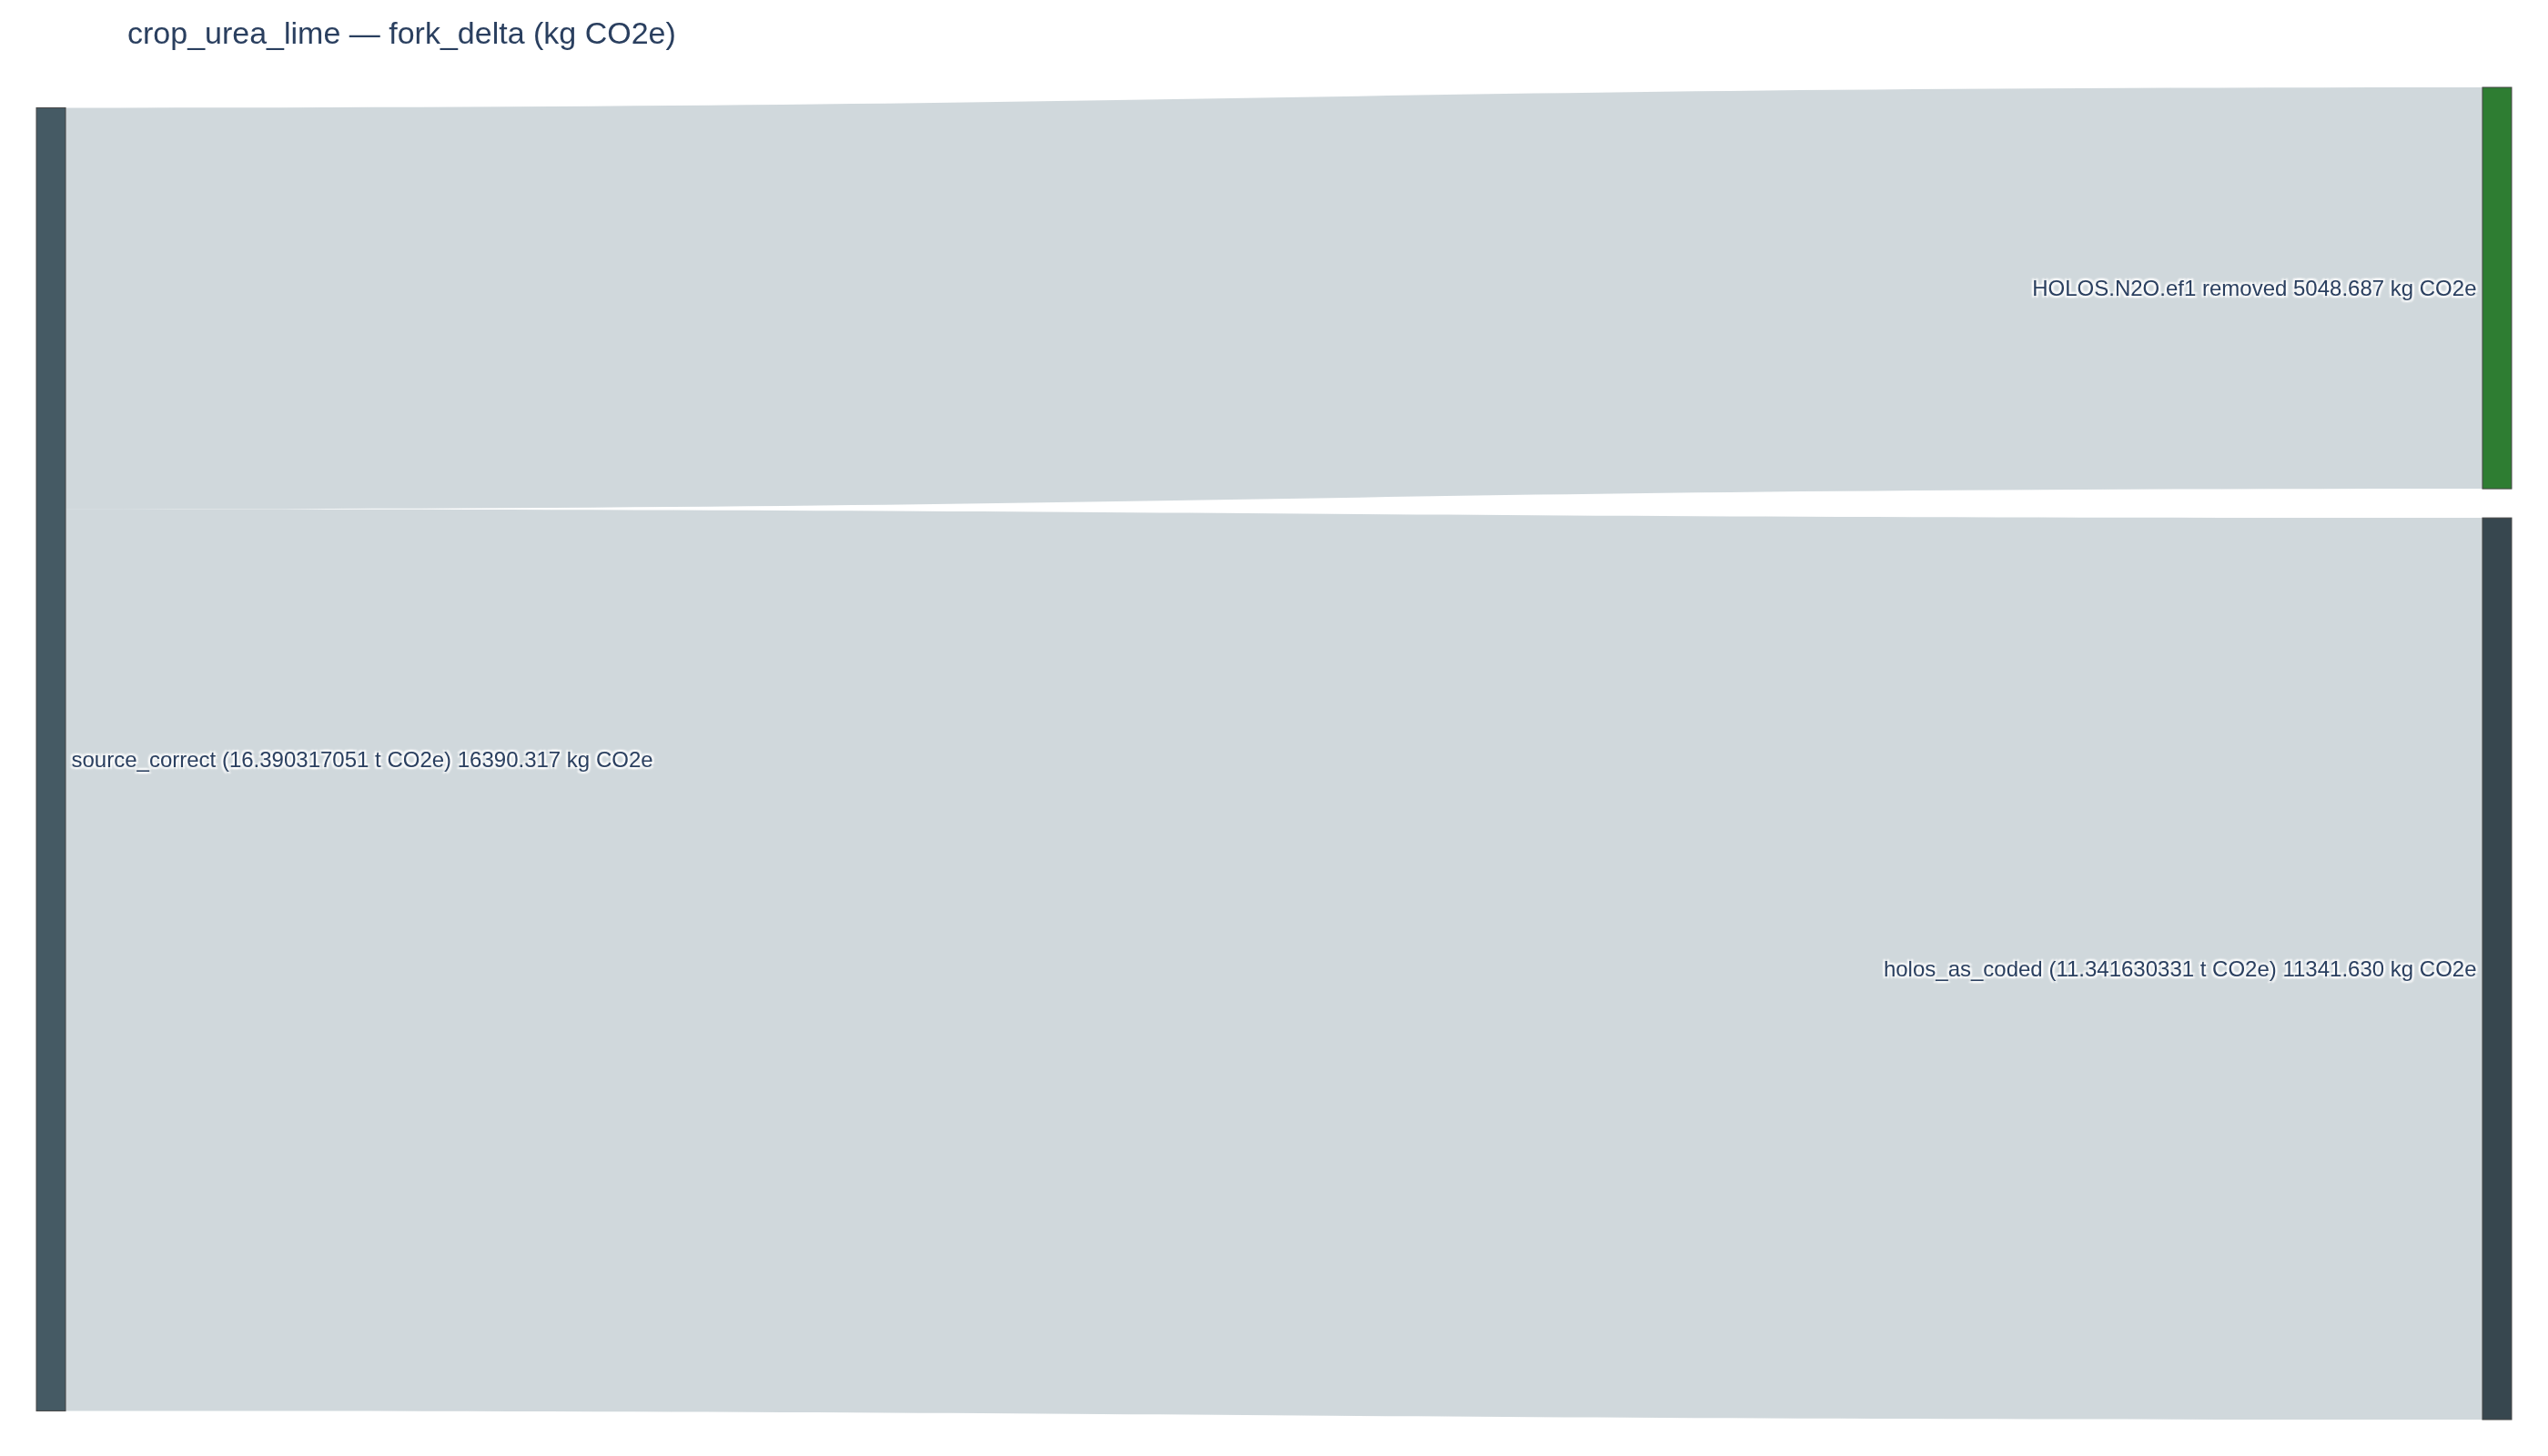 crop_urea_lime — fork_delta (kg CO2e)
HOLOS.N2O.ef1 removed 5048.687 kg CO2e
source_correct (16.390317051 t CO2e) 16390.317 kg CO2e
holos_as_coded (11.341630331 t CO2e) 11341.630 kg CO2e